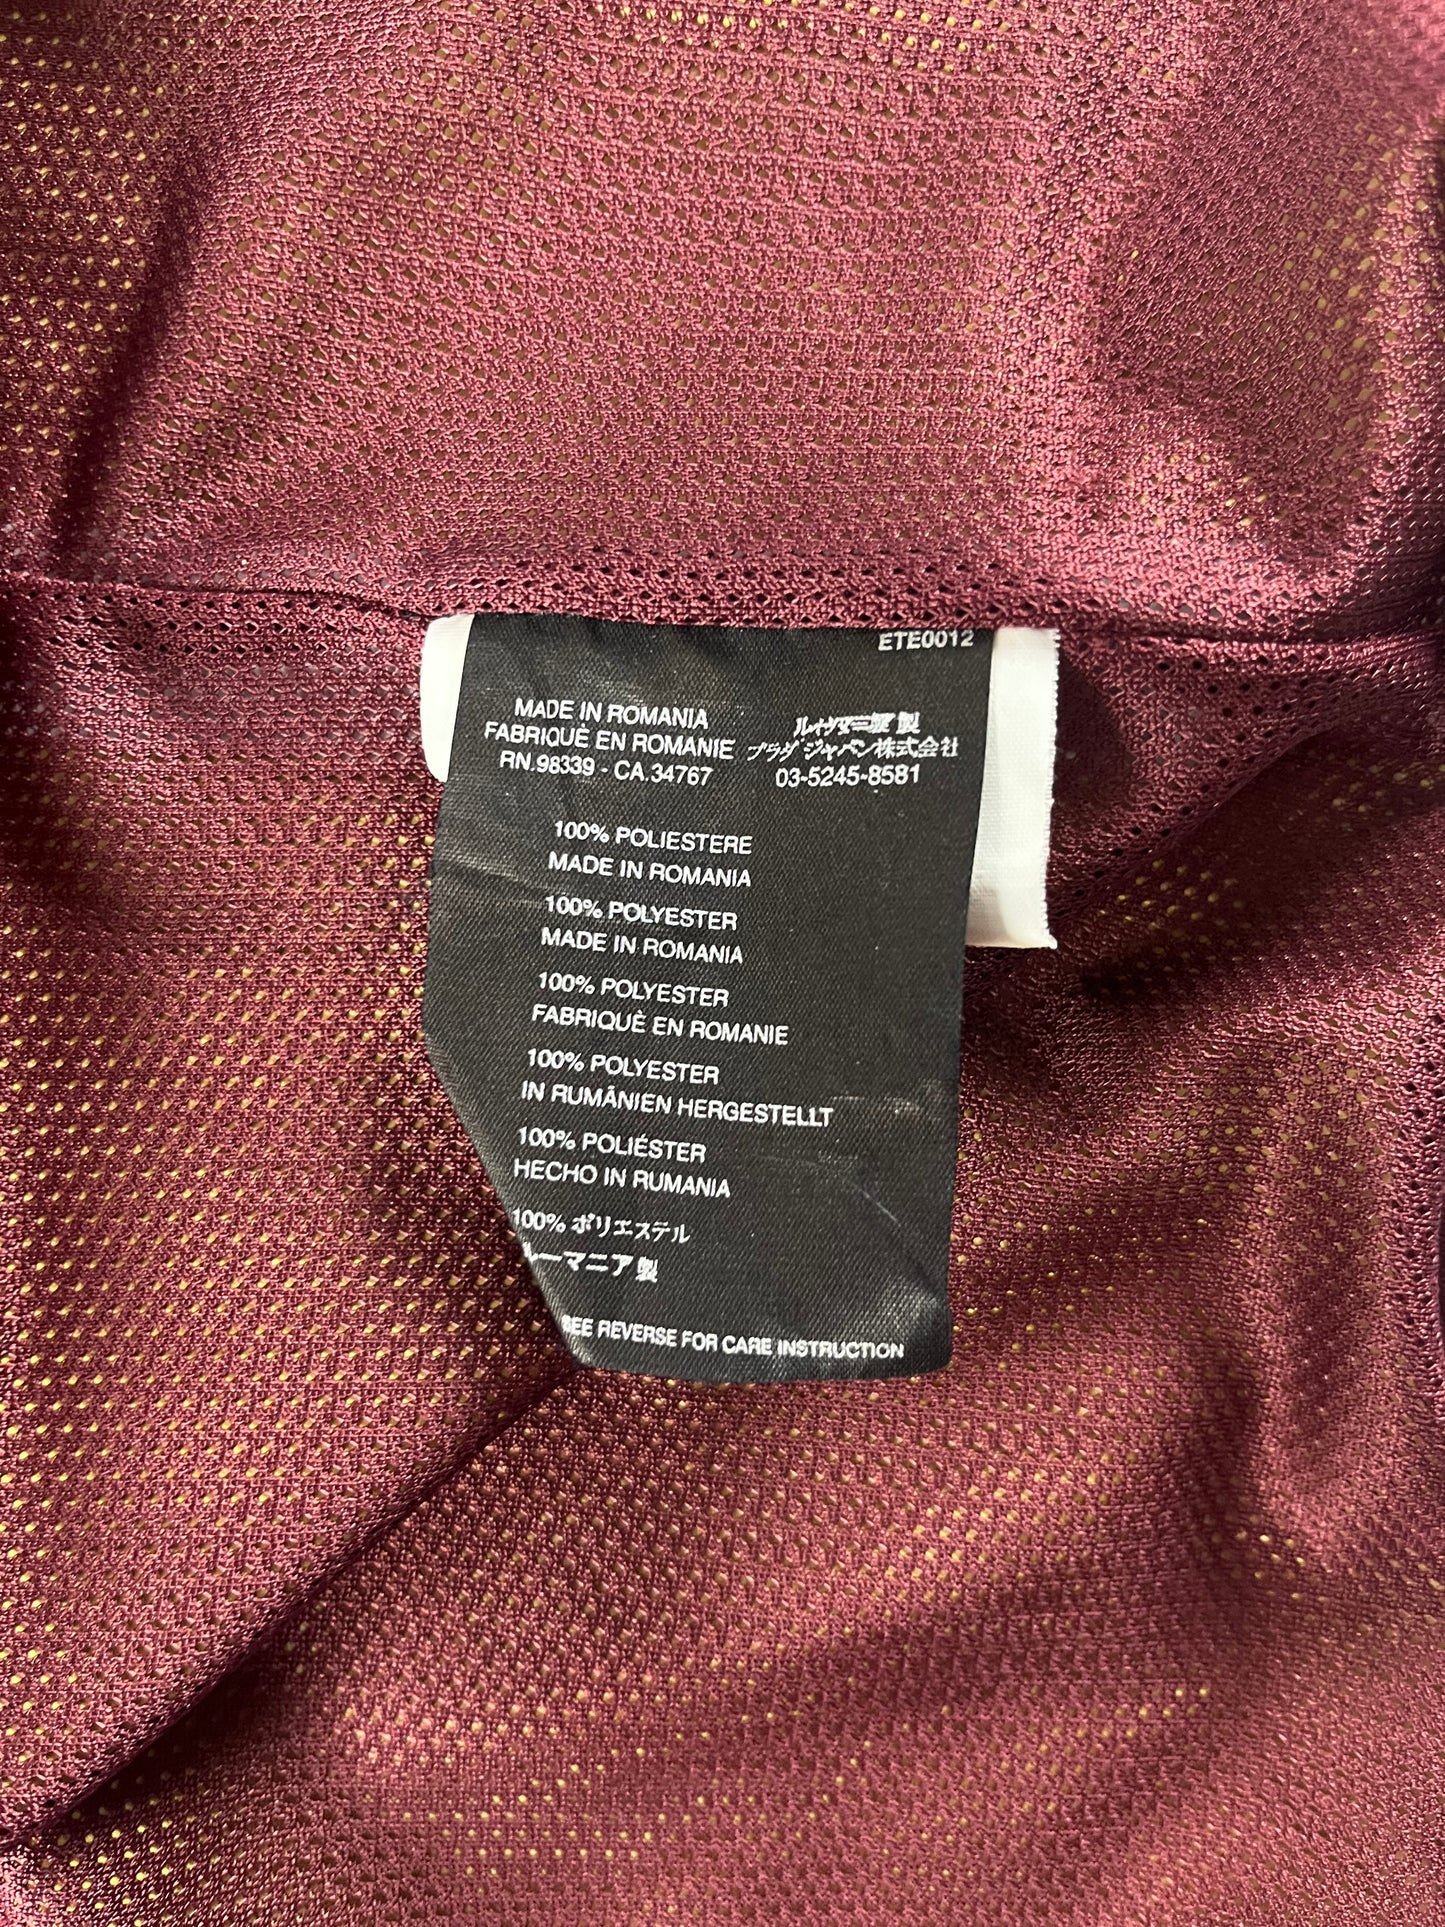 ETE0012
MADE IN ROMANIA
FABRIQUÈ EN ROMANIE
RN.98339 - CA.34767
製
プラダ ジャパン株式会社
03-5245-8581
100% POLIESTERE
MADE IN ROMANIA
100% POLYESTER
MADE IN ROMANIA
100% POLYESTER
FABRIQUÈ EN ROMANIE
100% POLYESTER
IN RUMÃNIEN HERGESTELLT
100% POLIÉSTER
HECHO IN RUMANIA
100% ポリエステル
ルーマニア製
SEE REVERSE FOR CARE INSTRUCTION